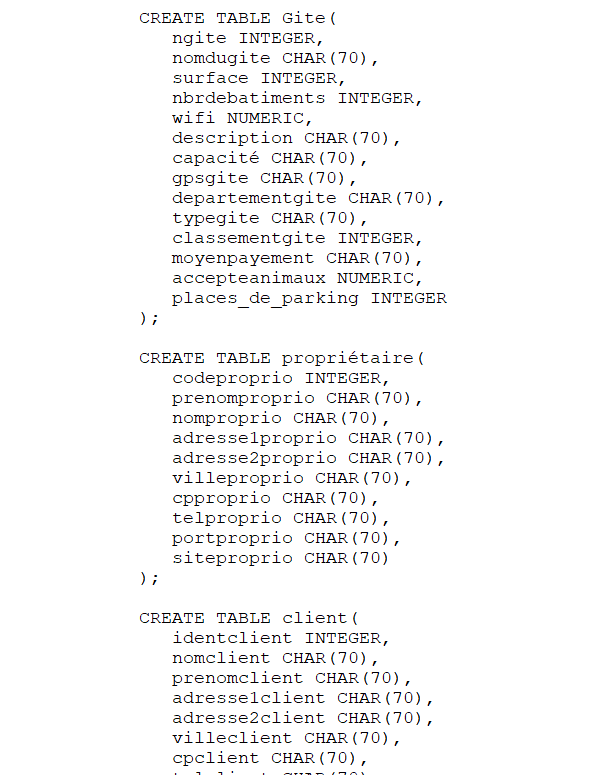 CREATE TABLE Gite(
ngite INTEGER,
nomdugite CHAR(70),
surface INTEGER,
nbrdebatiments INTEGER,
wifi NUMERIC,
description CHAR(70),
capacité CHAR(70),
gpsgite CHAR(70),
departementgite CHAR(70),
typegite CHAR(70),
classementgite INTEGER,
moyenpayement CHAR(70),
accepteanimaux NUMERIC,
places_de_parking INTEGER
);
CREATE TABLE propriétaire(
codeproprio INTEGER,
prenomproprio CHAR(70),
nomproprio CHAR(70),
adresse1proprio CHAR(70),
adresse2proprio CHAR(70),
villeproprio CHAR(70),
cpproprio CHAR(70),
telproprio CHAR(70),
portproprio CHAR(70),
siteproprio CHAR(70)
);
CREATE TABLE client(
identclient INTEGER,
nomclient CHAR(70),
prenomclient CHAR(70),
adresse1client CHAR(70),
adresse2client CHAR(70),
villeclient CHAR(70),
cpclient CHAR(70),